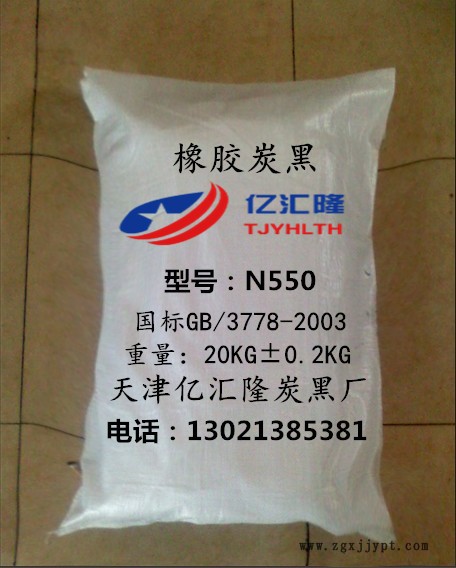 橡胶炭黑
亿汇隆
TJYHLTH
型号：N550
国标GB/3778-2003
重量：20KG±0.2KG
天津亿汇隆炭黑厂
电话：13021385381
www.zgxjjypt.com